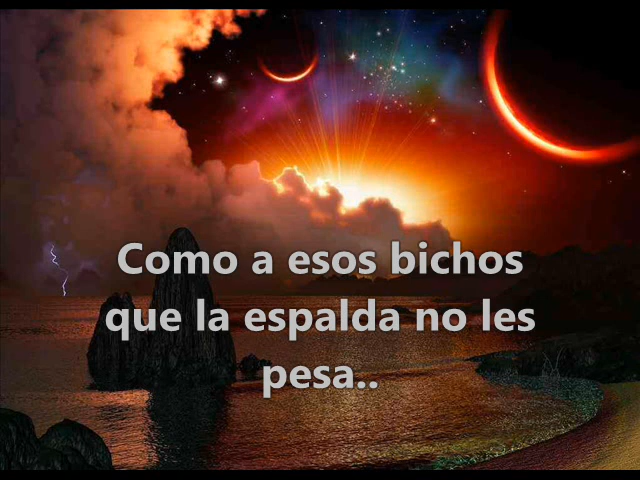 Como a esos bichos
que la espalda no les
pesa..